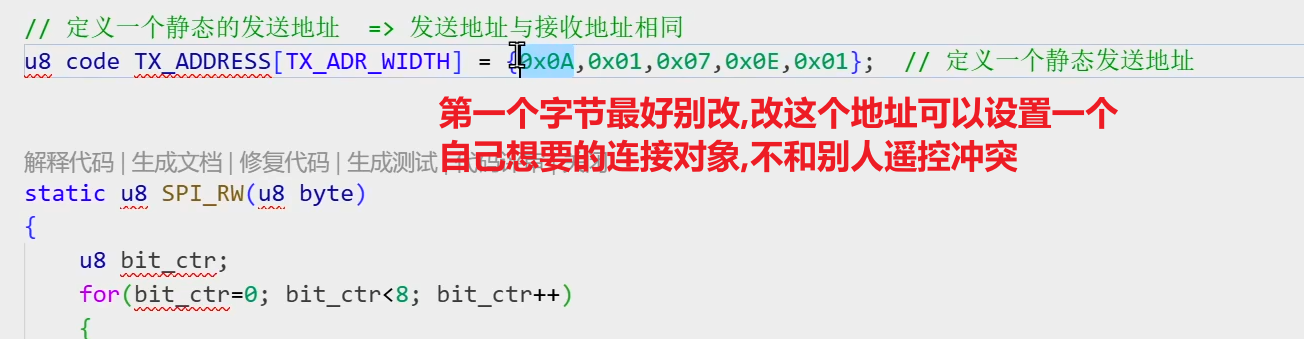 // 定义一个静态的发送地址  => 发送地址与接收地址相同
u8 code TX_ADDRESS[TX_ADR_WIDTH] = {0x0A,0x01,0x07,0x0E,0x01};  // 定义一个静态发送地址
第一个字节最好别改,改这个地址可以设置一个
自己想要的连接对象,不和别人遥控冲突
解释代码 | 生成文档 | 修复代码 | 生成测试 |
static u8 SPI_RW(u8 byte)
{
    u8 bit_ctr;
    for(bit_ctr=0; bit_ctr<8; bit_ctr++)
    {